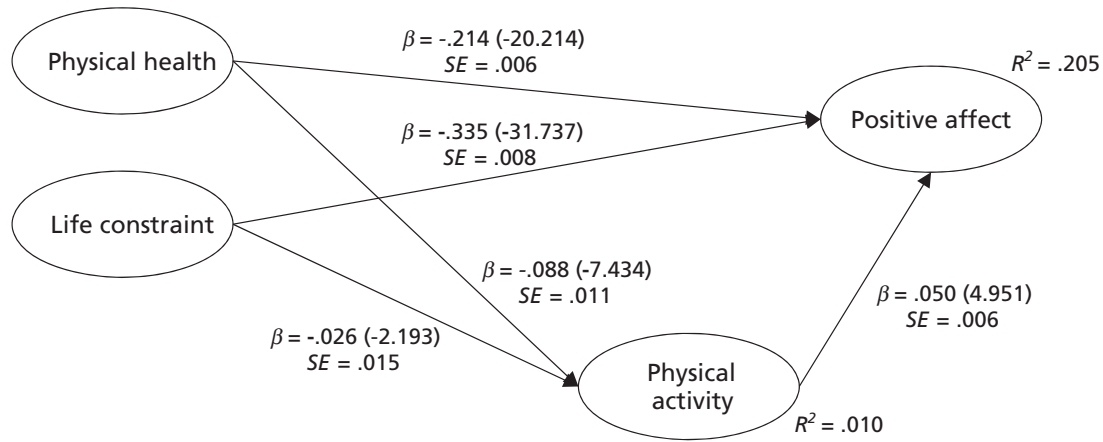 β = -.214 (-20.214)
SE = .006
Physical health
R² = .205
Positive affect
β = -.335 (-31.737)
SE = .008
Life constraint
β = -.088 (-7.434)
SE = .011
β = .050 (4.951)
SE = .006
β = -.026 (-2.193)
SE = .015
Physical
activity
R² = .010